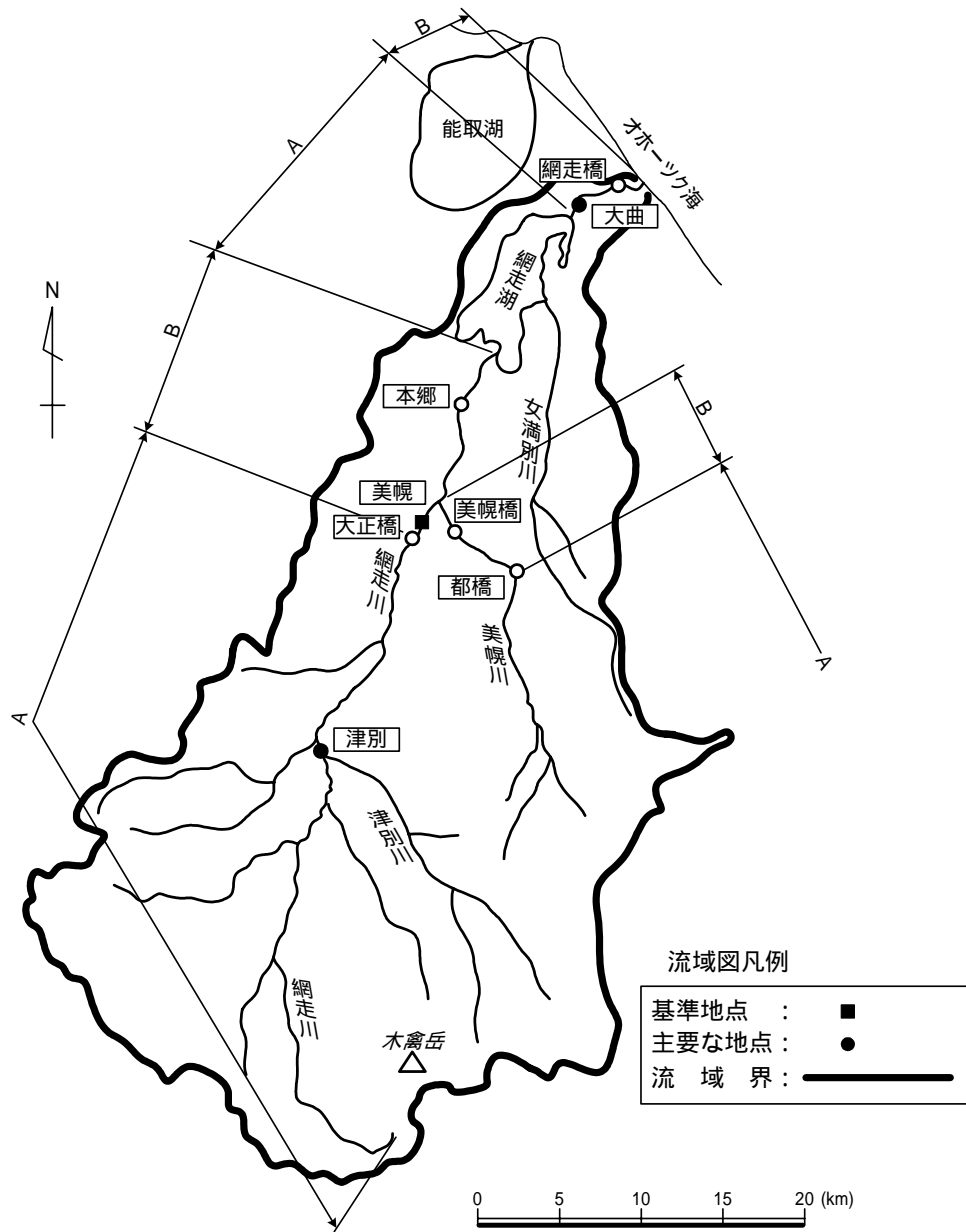 B
A
能取湖
オホーツク海
網走橋
大曲
網走湖
B
N
本郷
女満別川
B
美幌
美幌橋
大正橋
網走川
都橋
美幌川
A
A
津別
津別川
網走川
木禽岳
流域図凡例
基準地点 : ■
主要な地点 : ●
流 域 界 :
0 5 10 15 20 (km)